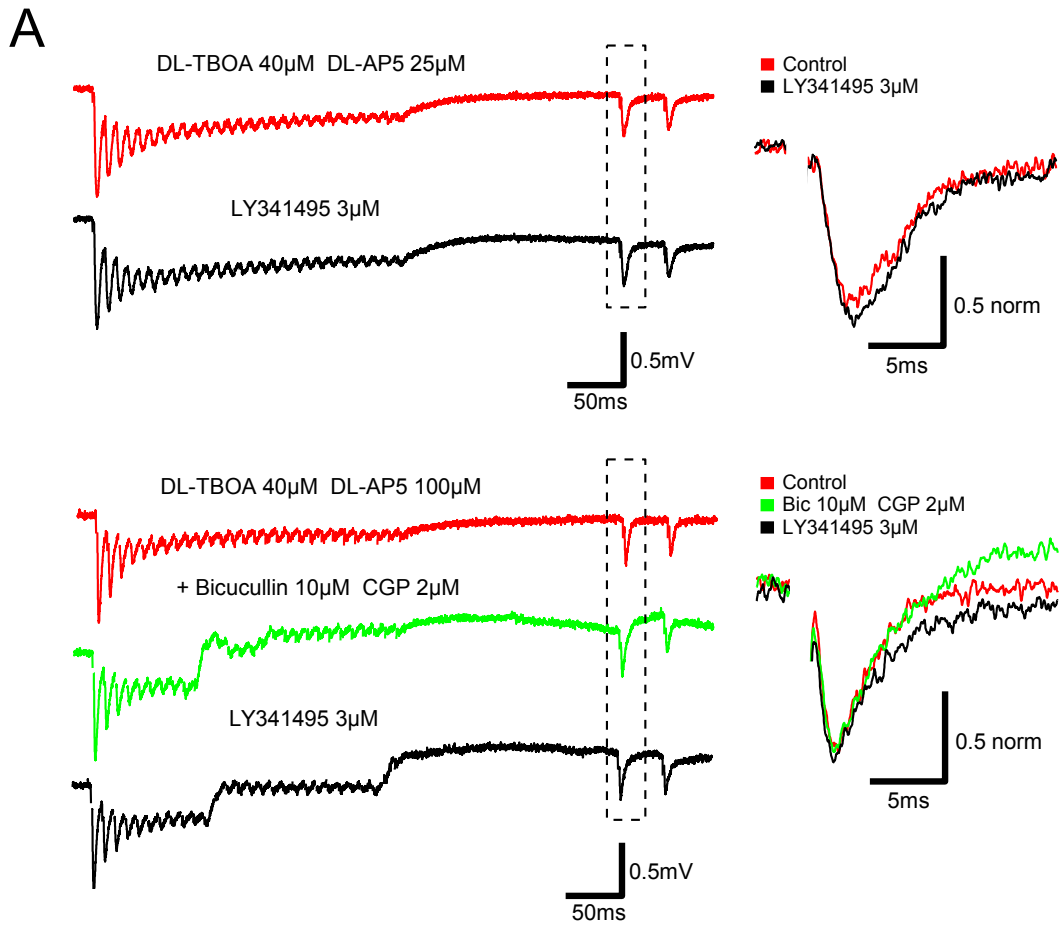 A
DL-TBOA 40µM DL-AP5 25µM
LY341495 3µM
50ms
0.5mV
Control
LY341495 3µM
0.5 norm
5ms
DL-TBOA 40µM DL-AP5 100µM
+ Bicucullin 10µM CGP 2µM
LY341495 3µM
50ms
0.5mV
Control
Bic 10µM CGP 2µM
LY341495 3µM
0.5 norm
5ms